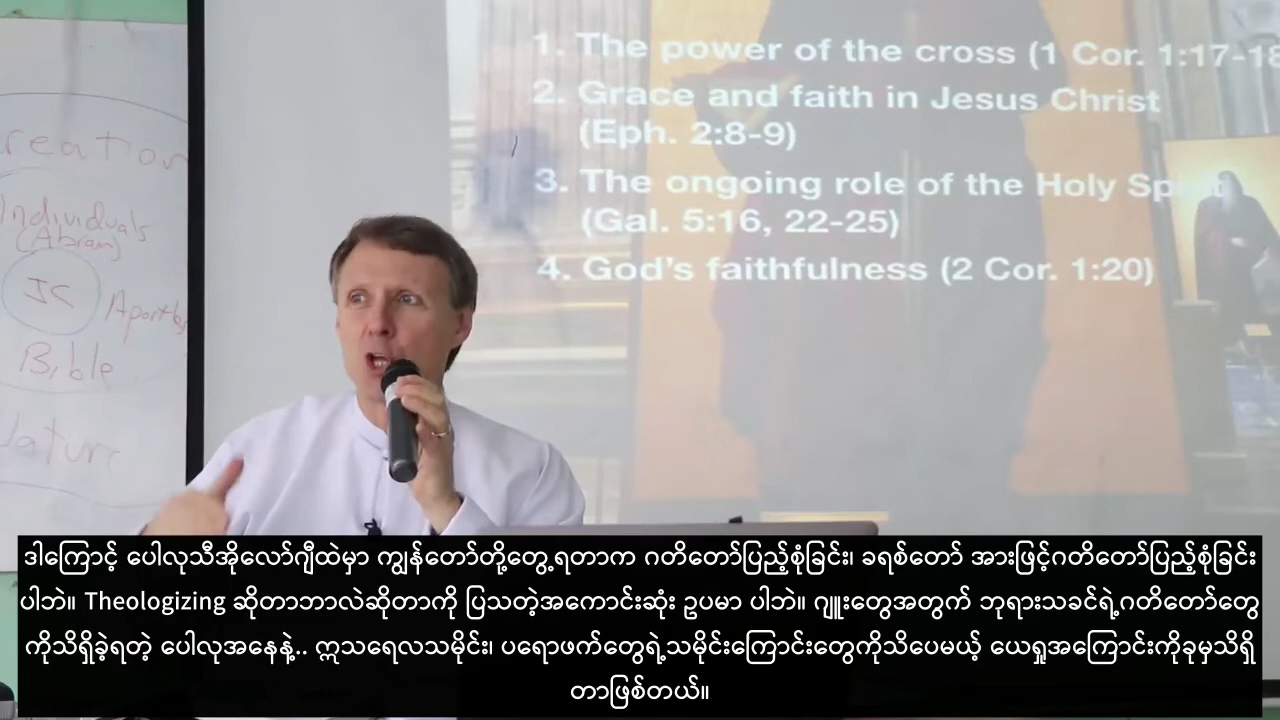 1. The power of the cross (1 Cor. 1:17-18
2. Grace and faith in Jesus Christ
(Eph. 2:8-9)
3. The ongoing role of the Holy
(Gal. 5:16, 22-25)
4. God's faithfulness (2 Cor. 1:20)
reation
Individuals
(Abram)
JC
Bible
ဒါကြောင့် ပေါလုသီအိုလော်ဂျီထဲမှာ ကျွန်တော်တို့တွေ့ရတာက ဂတိတော်ပြည့်စုံခြင်း၊ ခရစ်တော် အားဖြင့်ဂတိတော်ပြည့်စုံခြင်း
ပါဘဲ။ Theologizing ဆိုတာဘာလဲဆိုတာကို ပြသတဲ့အကောင်းဆုံး ဥပမာ ပါဘဲ။ ဂျူးတွေအတွက် ဘုရားသခင်ရဲ့ဂတိတော်တွေ
ကိုသိရှိခဲ့ရတဲ့ ပေါလုအနေနဲ့.. ဣသရေလသမိုင်း၊ ပရောဖက်တွေရဲ့သမိုင်းကြောင်းတွေကိုသိပေမယ့် ယေရှုအကြောင်းကိုခုမှသိရှိ
တာဖြစ်တယ်။